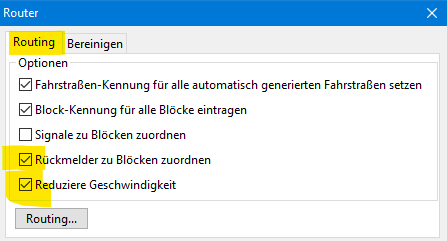 Router
Routing Bereinigen
Optionen
Fahrstraßen-Kennung für alle automatisch generierten Fahrstraßen setzen
Block-Kennung für alle Blöcke eintragen
Signale zu Blöcken zuordnen
Rückmelder zu Blöcken zuordnen
Reduziere Geschwindigkeit
Routing...